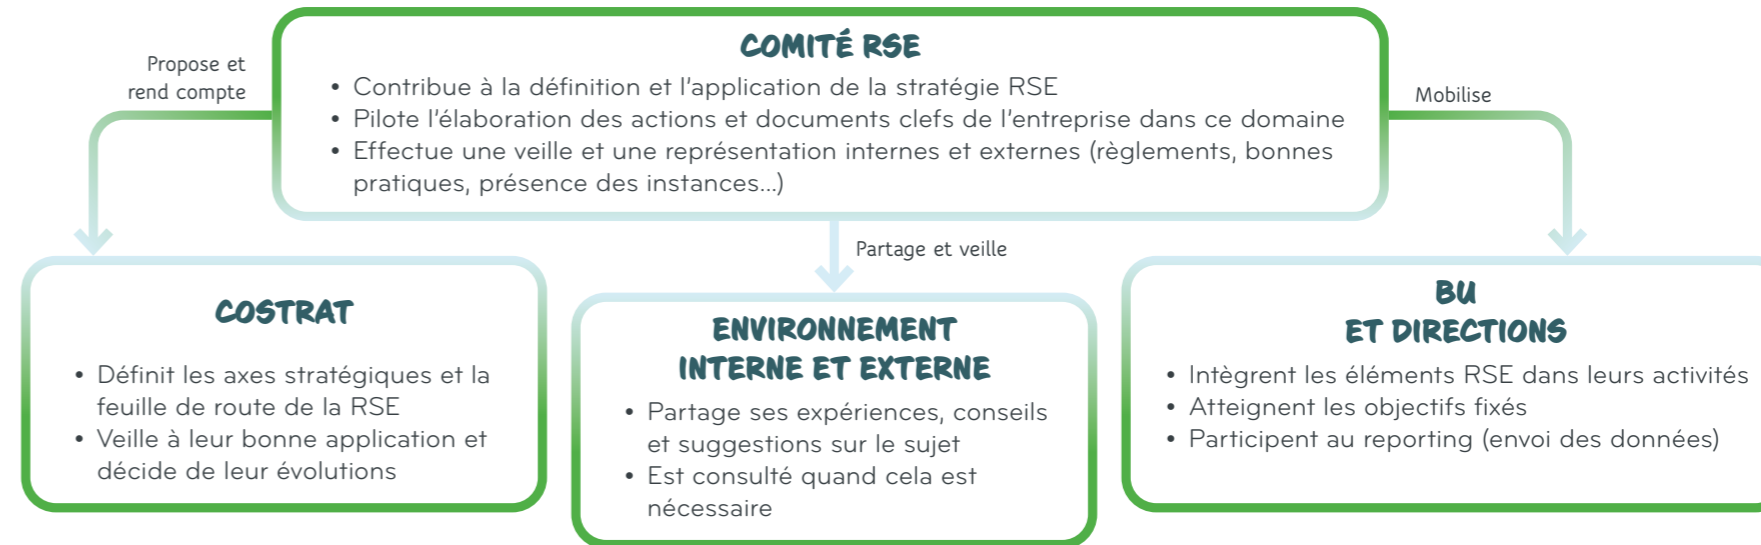 COMITÉ RSE
• Contribue à la définition et l'application de la stratégie RSE
• Pilote l'élaboration des actions et documents clefs de l'entreprise dans ce domaine
• Effectue une veille et une représentation internes et externes (règlements, bonnes
pratiques, présence des instances...)
Propose et
rend compte
Mobilise
Partage et veille
COSTRAT
• Définit les axes stratégiques et la
feuille de route de la RSE
• Veille à leur bonne application et
décide de leur évolutions
ENVIRONNEMENT
INTERNE ET EXTERNE
• Partage ses expériences, conseils
et suggestions sur le sujet
• Est consulté quand cela est
nécessaire
BU
ET DIRECTIONS
• Intègrent les éléments RSE dans leurs activités
• Atteignent les objectifs fixés
• Participent au reporting (envoi des données)